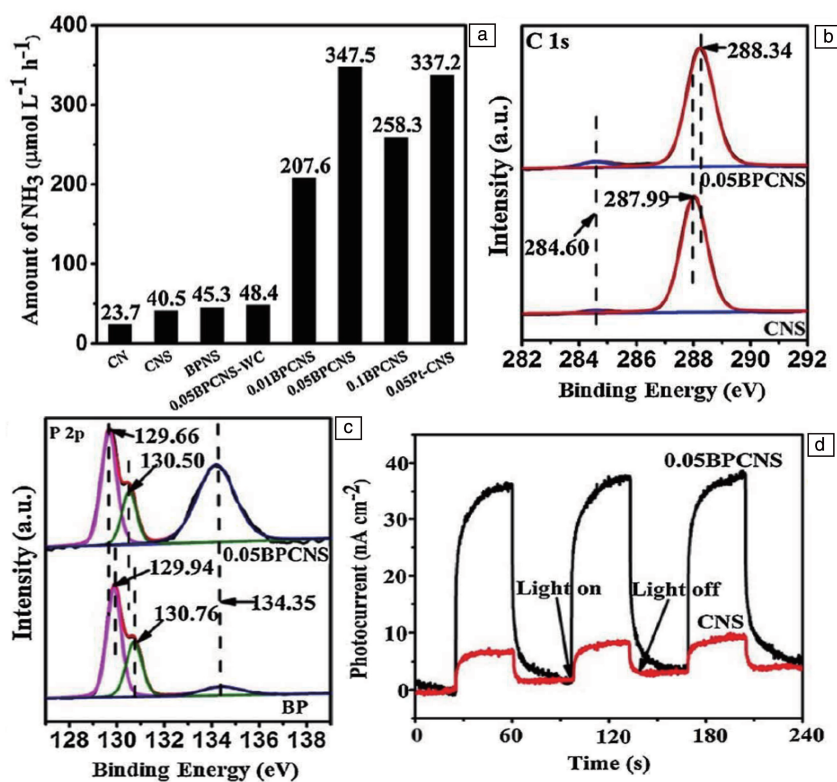 a
Amount of NH3 (μmol L−1 h−1)
400
300
200
100
0
23.7
40.5
45.3
48.4
207.6
347.5
258.3
337.2
CN
CNS
BPNS
0.05BPCNS-WC
0.01BPCNS
0.05BPCNS
0.1BPCNS
0.05Pt-CNS
b
C 1s
288.34
0.05BPCNS
287.99
284.60
CNS
Intensity (a.u.)
282 284 286 288 290 292
Binding Energy (eV)
c
P 2p
129.66
130.50
0.05BPCNS
129.94
134.35
130.76
BP
Intensity (a.u.)
128 130 132 134 136 138
Binding Energy (eV)
d
0.05BPCNS
Light on
Light off
CNS
Photocurrent (nA cm−2)
40
30
20
10
0
0 60 120 180 240
Time (s)